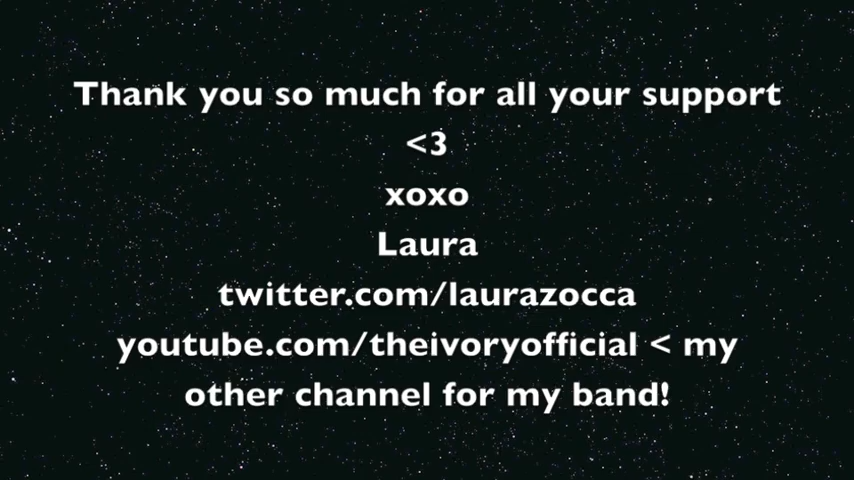 Thank you so much for all your support
<3
xoxo
Laura
twitter.com/laurazocca
youtube.com/theivoryofficial < my
other channel for my band!